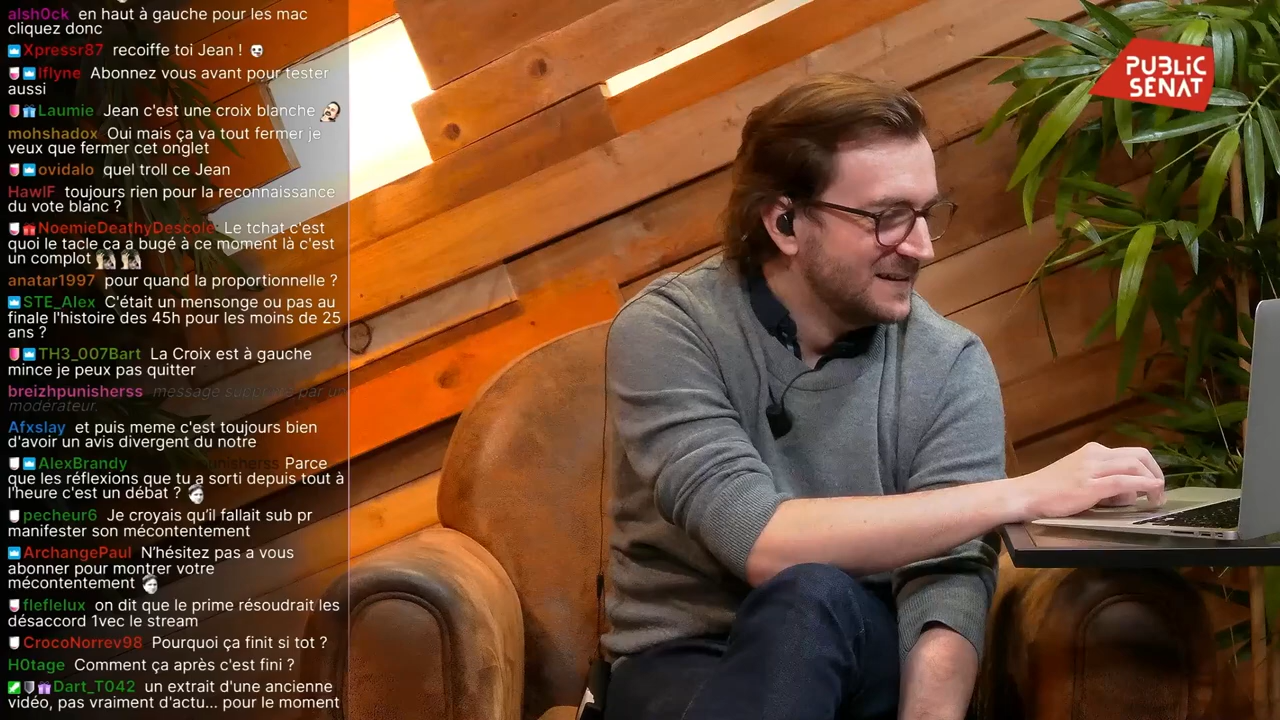 alsh0ck en haut à gauche pour les mac
cliquez donc
Xpressr87 recoiffe toi Jean !
lflyne Abonnez vous avant pour tester
aussi
Laumie Jean c'est une croix blanche
mohshadox Oui mais ça va tout fermer je
veux que fermer cet onglet
ovidalo quel troll ce Jean
HawlF toujours rien pour la reconnaissance
du vote blanc ?
NoemieDeathyDescole Le tchat c'est
quoi le tacle ça a bugé à ce moment là c'est
un complot
anatar1997 pour quand la proportionnelle ?
STE_Alex C'était un mensonge ou pas au
finale l'histoire des 45h pour les moins de 25
ans ?
TH3_007Bart La Croix est à gauche
mince je peux pas quitter
breizhpunisherss message supprimés par un
modérateur.
Afxslay et puis meme c'est toujours bien
d'avoir un avis divergent du notre
AlexBrandy Parce
que les réflexions que tu a sorti depuis tout à
l'heure c'est un débat ?
pecheur6 Je croyais qu'il fallait sub pr
manifester son mécontentement
ArchangePaul N'hésitez pas a vous
abonner pour montrer votre
mécontentement
fleflelux on dit que le prime résoudrait les
désaccord 1vec le stream
CrocoNorrev98 Pourquoi ça finit si tot ?
H0tage Comment ça après c'est fini ?
Dart_T042 un extrait d'une ancienne
vidéo, pas vraiment d'actu... pour le moment
PUBLIC
SÉNAT